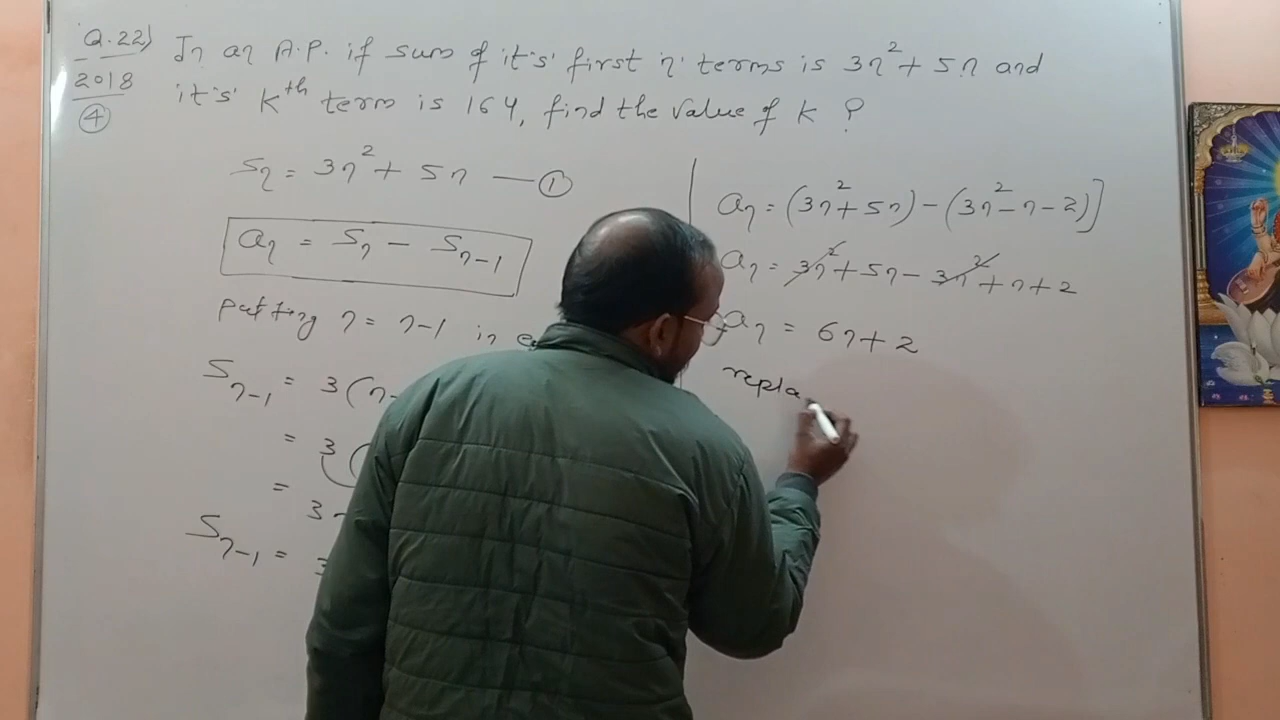 Q.22) In an A.P. if sum of it's' first 'n' terms is 3n² + 5n and
2018 it's' kᵗʰ term is 164, find the value of k ?
④
Sₙ = 3n² + 5n — ①
aₙ = Sₙ - Sₙ₋₁
putting n = n-1 in
Sₙ₋₁ = 3(n-
= 3(
= 3
Sₙ₋₁ =
aₙ = (3n² + 5n) - (3n² - n - 2)]
aₙ = 3n² + 5n - 3n² + n + 2
aₙ = 6n + 2
repla